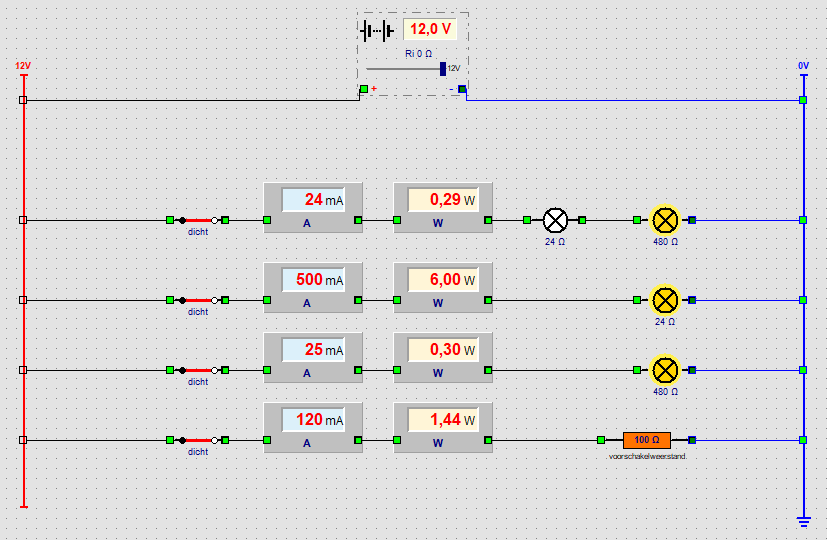 12,0 V
Ri 0 Ω
12V
+ -
12V
0V
24 mA
A
0,29 W
W
dicht
24 Ω
480 Ω
500 mA
A
6,00 W
W
dicht
24 Ω
25 mA
A
0,30 W
W
dicht
480 Ω
120 mA
A
1,44 W
W
100 Ω
dicht
voorschakelweerstand